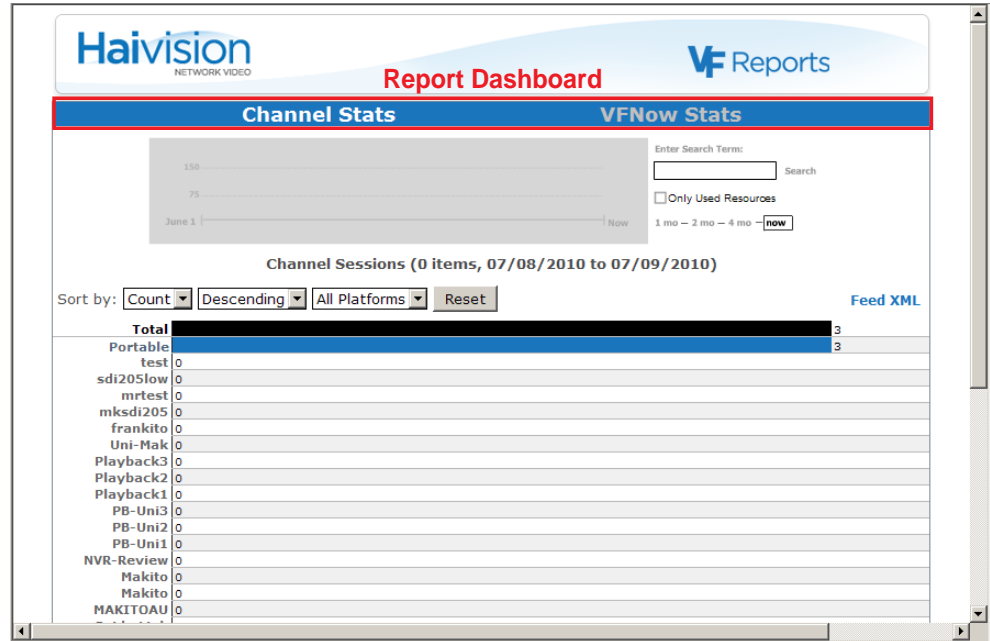 Haivision
NETWORK VIDEO
VF Reports
Report Dashboard
Channel Stats VFNow Stats
150
75
June 1 Now
Enter Search Term:
Search
Only Used Resources
1 mo – 2 mo – 4 mo – now
Channel Sessions (0 items, 07/08/2010 to 07/09/2010)
Sort by: Count Descending All Platforms Reset Feed XML
Total 3
Portable 3
test 0
sdi205low 0
mrtest 0
mksdi205 0
frankito 0
Uni-Mak 0
Playback3 0
Playback2 0
Playback1 0
PB-Uni3 0
PB-Uni2 0
PB-Uni1 0
NVR-Review 0
Makito 0
Makito 0
MAKITOAU 0